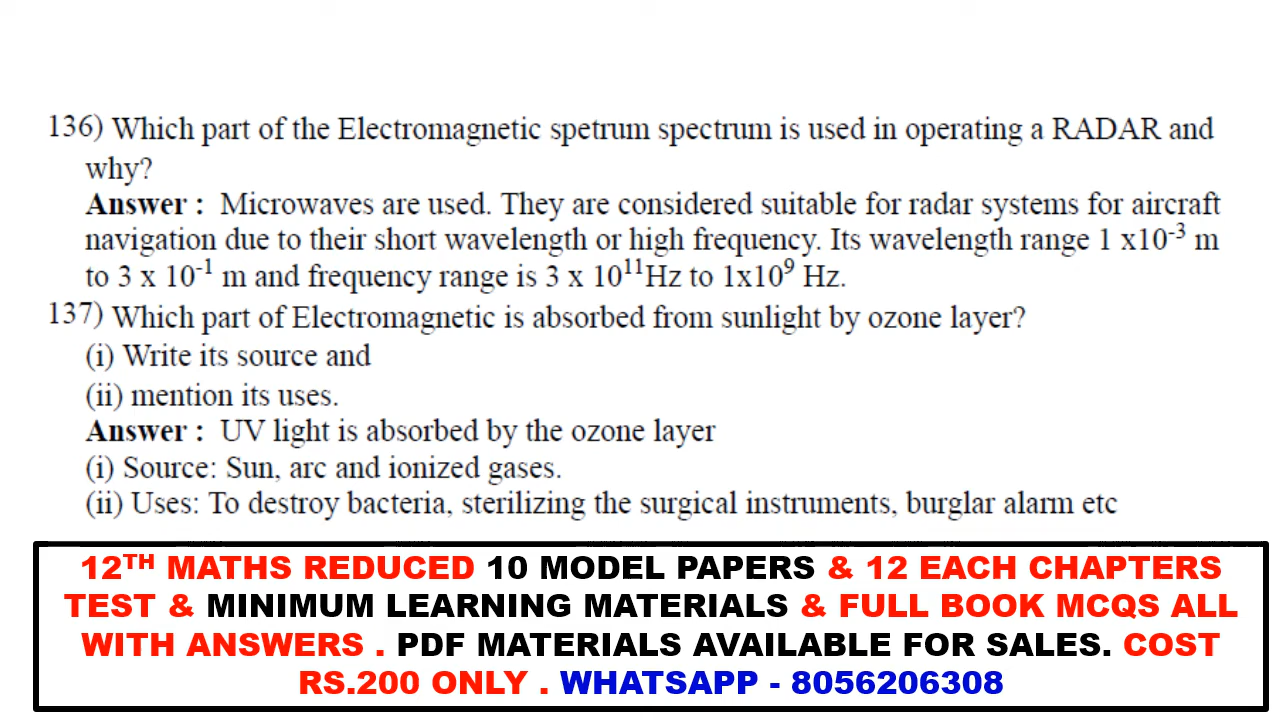 136) Which part of the Electromagnetic spetrum spectrum is used in operating a RADAR and
why?
Answer : Microwaves are used. They are considered suitable for radar systems for aircraft
navigation due to their short wavelength or high frequency. Its wavelength range 1 x10⁻³ m
to 3 x 10⁻¹ m and frequency range is 3 x 10¹¹Hz to 1x10⁹ Hz.
137) Which part of Electromagnetic is absorbed from sunlight by ozone layer?
(i) Write its source and
(ii) mention its uses.
Answer : UV light is absorbed by the ozone layer
(i) Source: Sun, arc and ionized gases.
(ii) Uses: To destroy bacteria, sterilizing the surgical instruments, burglar alarm etc
12TH MATHS REDUCED 10 MODEL PAPERS & 12 EACH CHAPTERS
TEST & MINIMUM LEARNING MATERIALS & FULL BOOK MCQS ALL
WITH ANSWERS . PDF MATERIALS AVAILABLE FOR SALES. COST
RS.200 ONLY . WHATSAPP - 8056206308